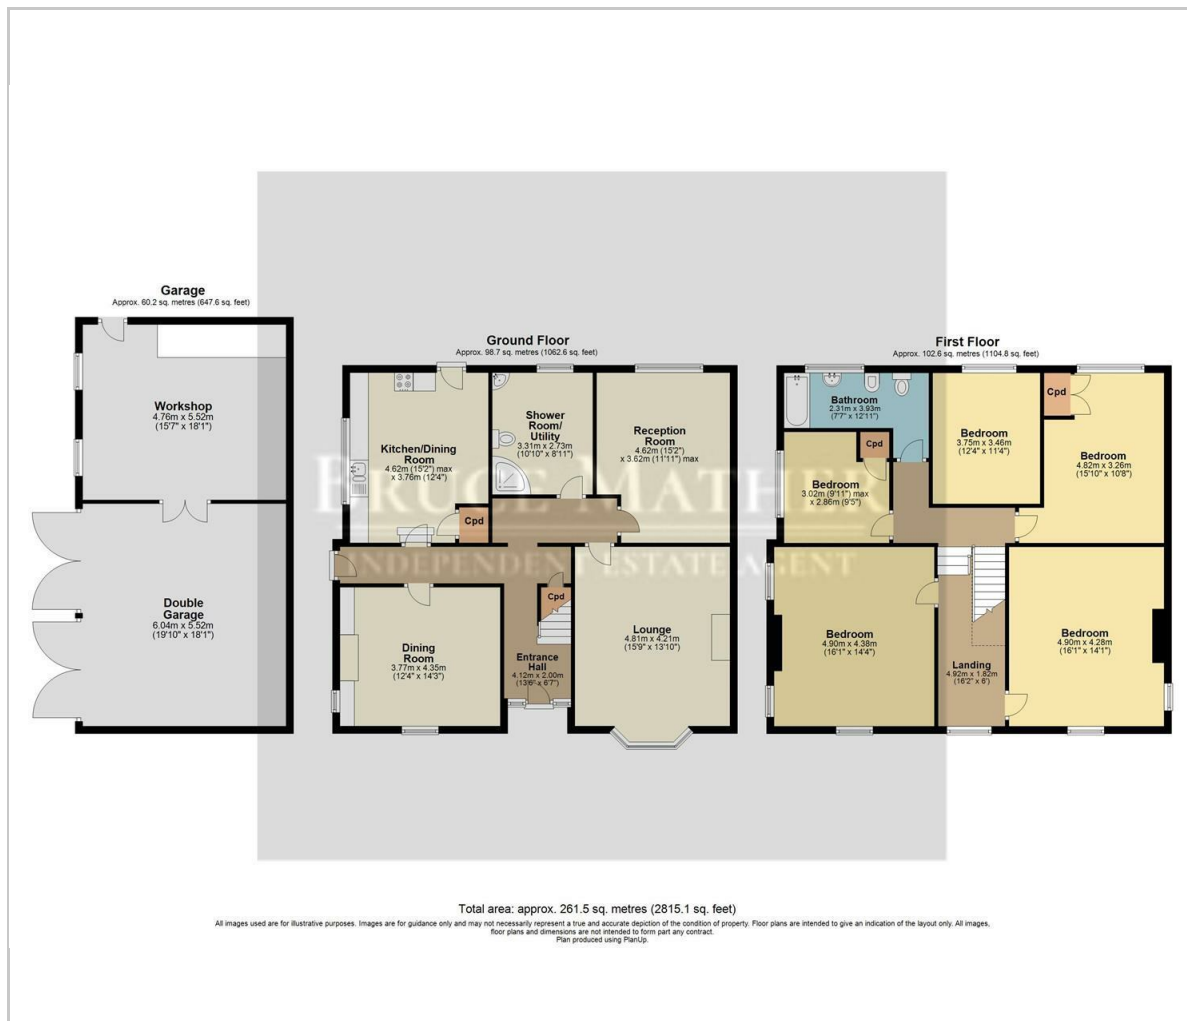 Garage
Approx. 60.2 sq. metres (647.6 sq. feet)
Workshop
4.76m x 5.52m
(15'7" x 18'1")
Double
Garage
6.04m x 5.52m
(19'10" x 18'1")
Ground Floor
Approx. 98.7 sq. metres (1062.6 sq. feet)
Kitchen/Dining
Room
4.62m (15'2") max
x 3.76m (12'4")
Shower
Room/
Utility
3.31m x 2.73m
(10'10" x 8'11")
Reception
Room
4.62m (15'2")
x 3.62m (11'11") max
Cpd
Cpd
Dining
Room
3.77m x 4.35m
(12'4" x 14'3")
Entrance
Hall
4.12m x 2.00m
(13'6" x 6'7")
Lounge
4.81m x 4.21m
(15'9" x 13'10")
First Floor
Approx. 102.6 sq. metres (1104.8 sq. feet)
Bathroom
2.31m x 3.93m
(7'7" x 12'11")
Cpd
Bedroom
3.02m (9'11") max
x 2.86m (9'5")
Bedroom
3.75m x 3.46m
(12'4" x 11'4")
Cpd
Bedroom
4.82m x 3.26m
(15'10" x 10'8")
Bedroom
4.90m x 4.38m
(16'1" x 14'4")
Landing
4.92m x 1.82m
(16'2" x 6')
Bedroom
4.90m x 4.28m
(16'1" x 14'1")
BRUCE MATHER
INDEPENDENT ESTATE AGENT
Total area: approx. 261.5 sq. metres (2815.1 sq. feet)
All images used are for illustrative purposes. Images are for guidance only and may not necessarily represent a true and accurate depiction of the condition of property. Floor plans are intended to give an indication of the layout only. All images,
floor plans and dimensions are not intended to form part any contract.
Plan produced using PlanUp.